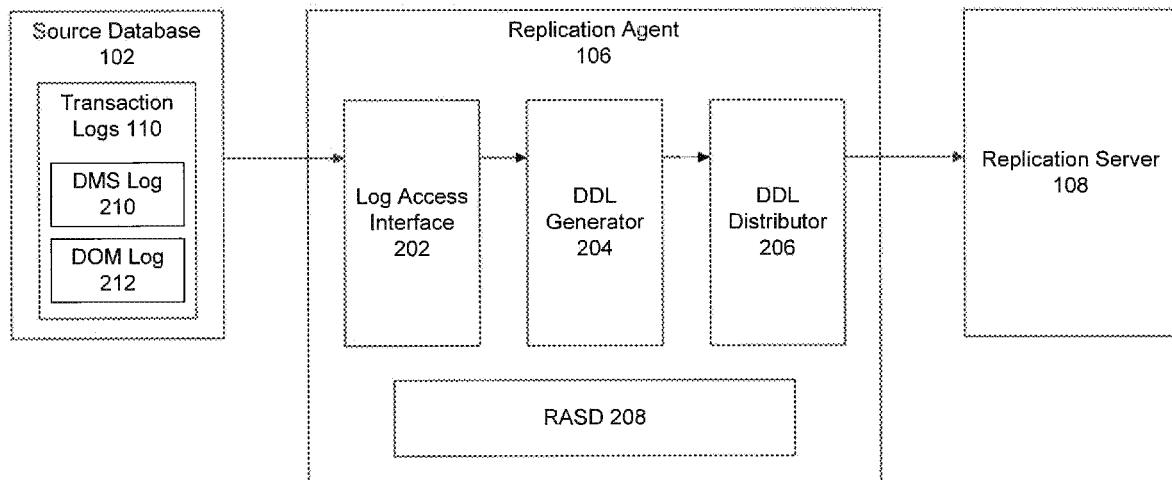 Source Database
102
Transaction
Logs 110
DMS Log
210
DOM Log
212
Replication Agent
106
Log Access
Interface
202
DDL
Generator
204
DDL
Distributor
206
RASD 208
Replication Server
108